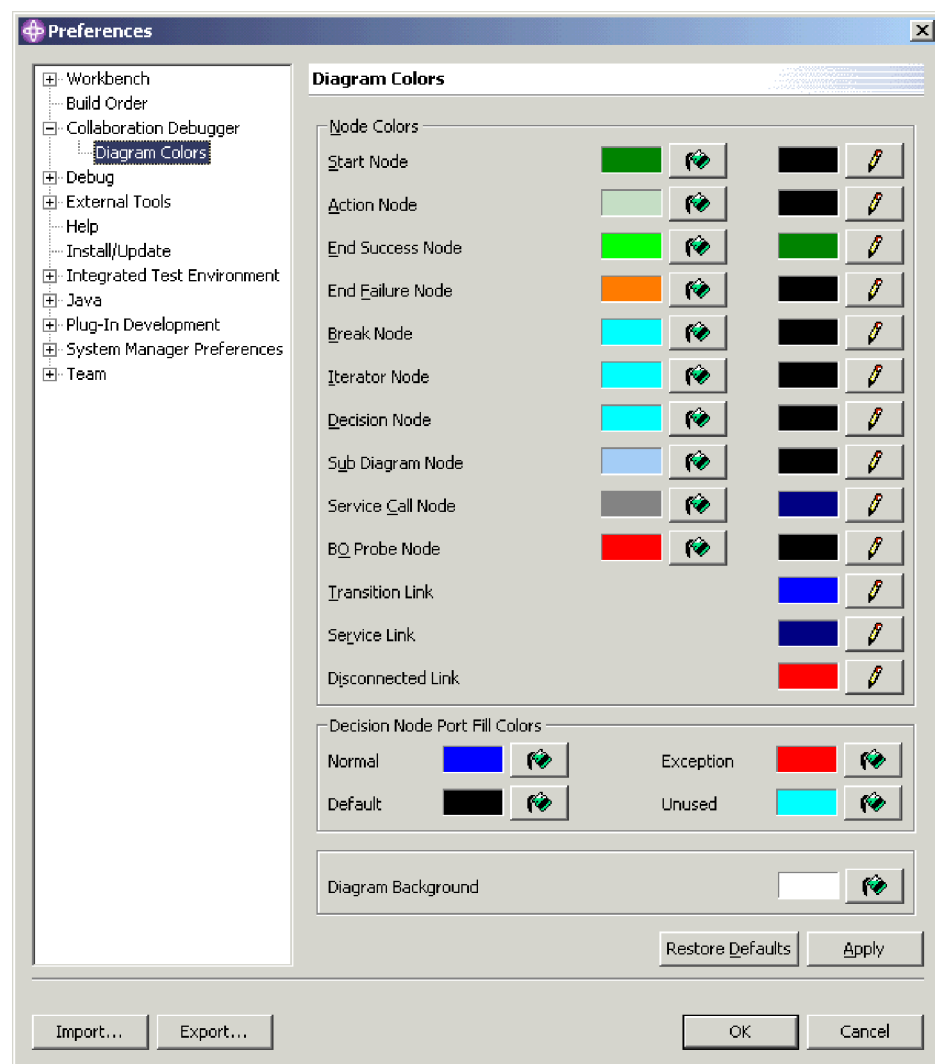 Preferences
Workbench
Build Order
Collaboration Debugger
Diagram Colors
Debug
External Tools
Help
Install/Update
Integrated Test Environment
Java
Plug-In Development
System Manager Preferences
Team
Diagram Colors
Node Colors
Start Node
Action Node
End Success Node
End Failure Node
Break Node
Iterator Node
Decision Node
Sub Diagram Node
Service Call Node
BO Probe Node
Transition Link
Service Link
Disconnected Link
Decision Node Port Fill Colors
Normal Exception
Default Unused
Diagram Background
Restore Defaults Apply
Import... Export... OK Cancel